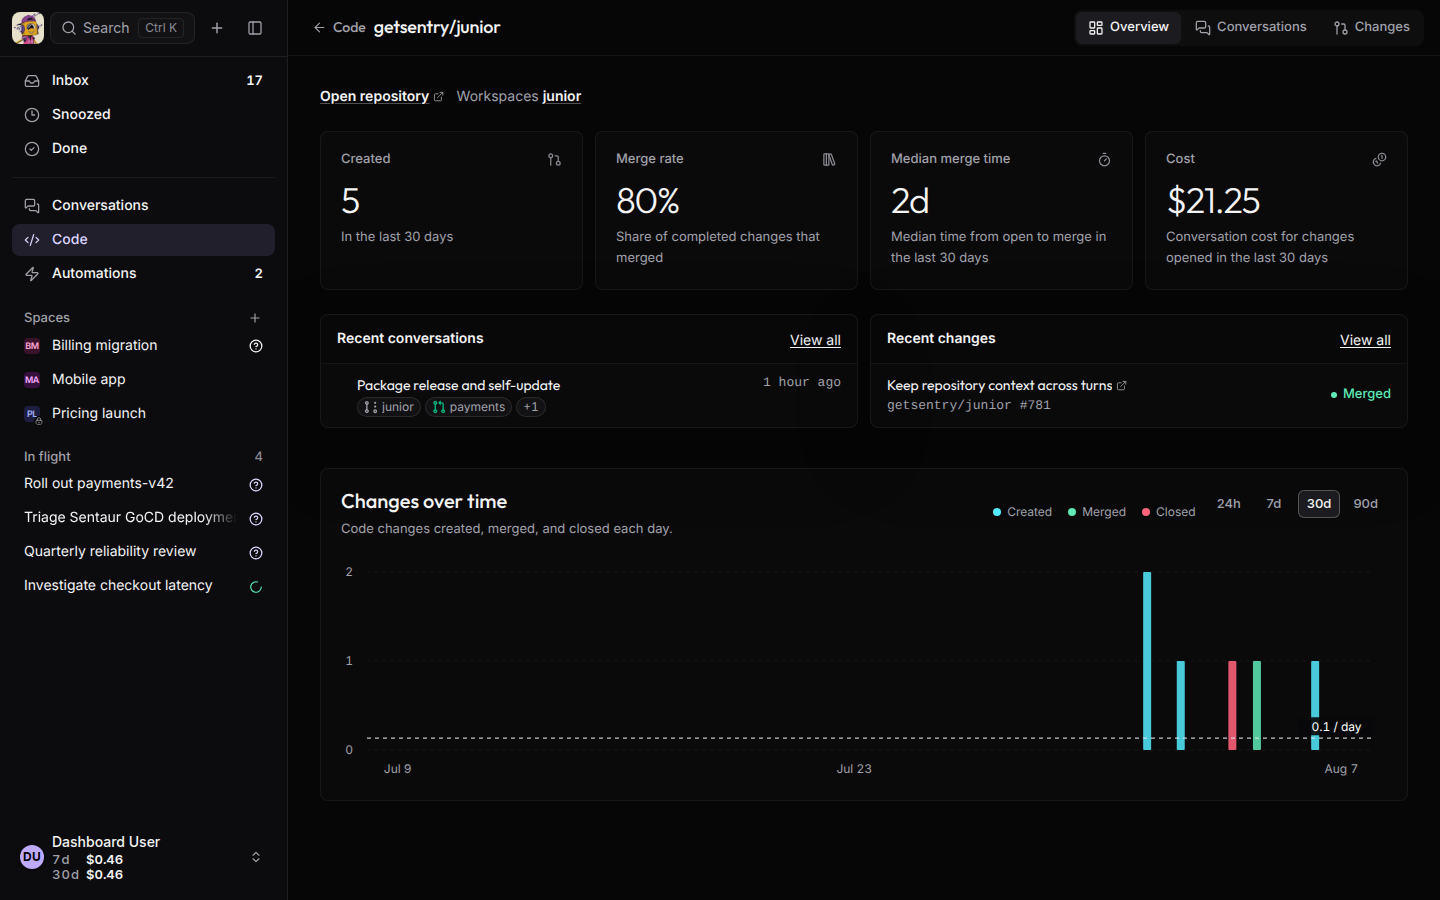 Search Ctrl K
Inbox 17
Snoozed
Done
Conversations
Code
Automations 2
Spaces
BM Billing migration
MA Mobile app
PL Pricing launch
In flight 4
Roll out payments-v42
Triage Sentaur GoCD deployme
Quarterly reliability review
Investigate checkout latency
DU Dashboard User
7d $0.46
30d $0.46
Code getsentry/junior
Overview Conversations Changes
Open repository Workspaces junior
Created
5
In the last 30 days
Merge rate
80%
Share of completed changes that
merged
Median merge time
2d
Median time from open to merge in
the last 30 days
Cost
$21.25
Conversation cost for changes
opened in the last 30 days
Recent conversations View all
Package release and self-update 1 hour ago
junior payments +1
Recent changes View all
Keep repository context across turns
getsentry/junior #781
Merged
Changes over time
Code changes created, merged, and closed each day.
Created Merged Closed
24h 7d 30d 90d
2
1
0
0.1 / day
Jul 9 Jul 23 Aug 7